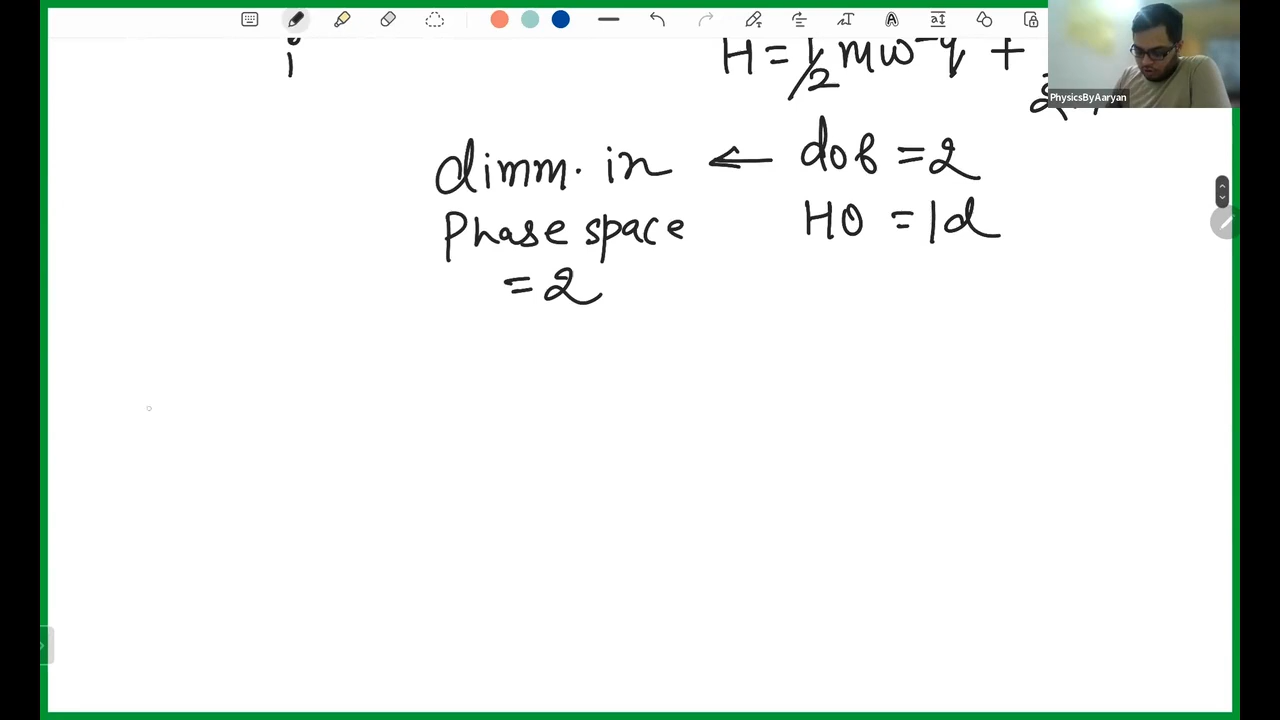 i
H = 1/2 mω²q +
PhysicsByAaryan
dimm. in ← dof = 2
Phase space HO = 1d
= 2